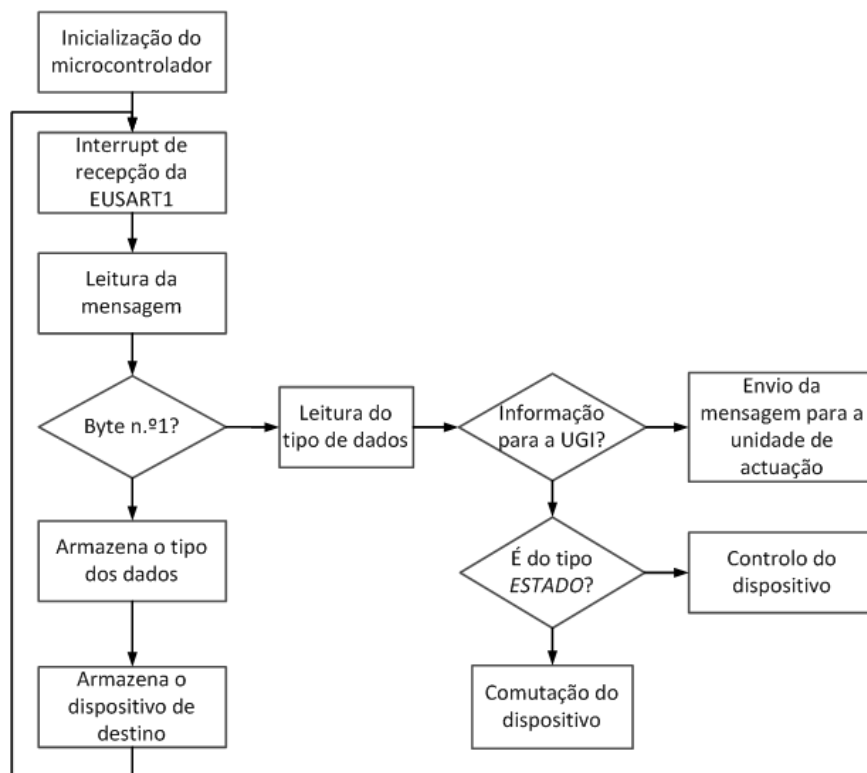 Inicialização do
microcontrolador
Interrupt de
recepção da
EUSART1
Leitura da
mensagem
Byte n.º1?
Leitura do
tipo de dados
Informação
para a UGI?
Envio da
mensagem para a
unidade de
actuação
Armazena o tipo
dos dados
É do tipo
ESTADO?
Controlo do
dispositivo
Armazena o
dispositivo de
destino
Comutação do
dispositivo